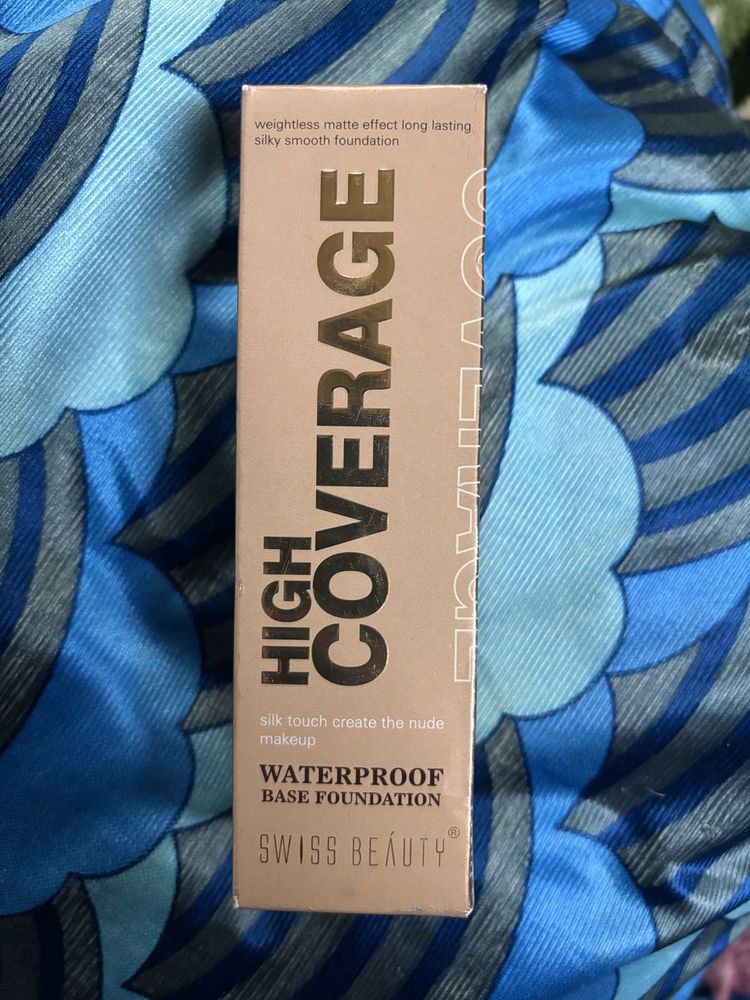 weightless matte effect long lasting
silky smooth foundation
HIGH
COVERAGE
silk touch create the nude
makeup
WATERPROOF
BASE FOUNDATION
SWISS BEÁUTY®